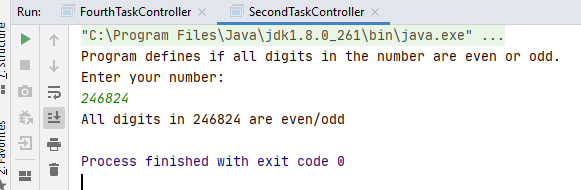 Run: FourthTaskController SecondTaskController
"C:\Program Files\Java\jdk1.8.0_261\bin\java.exe" ...
Program defines if all digits in the number are even or odd.
Enter your number:
246824
All digits in 246824 are even/odd
Process finished with exit code 0
Z: Structure
2: Favorites